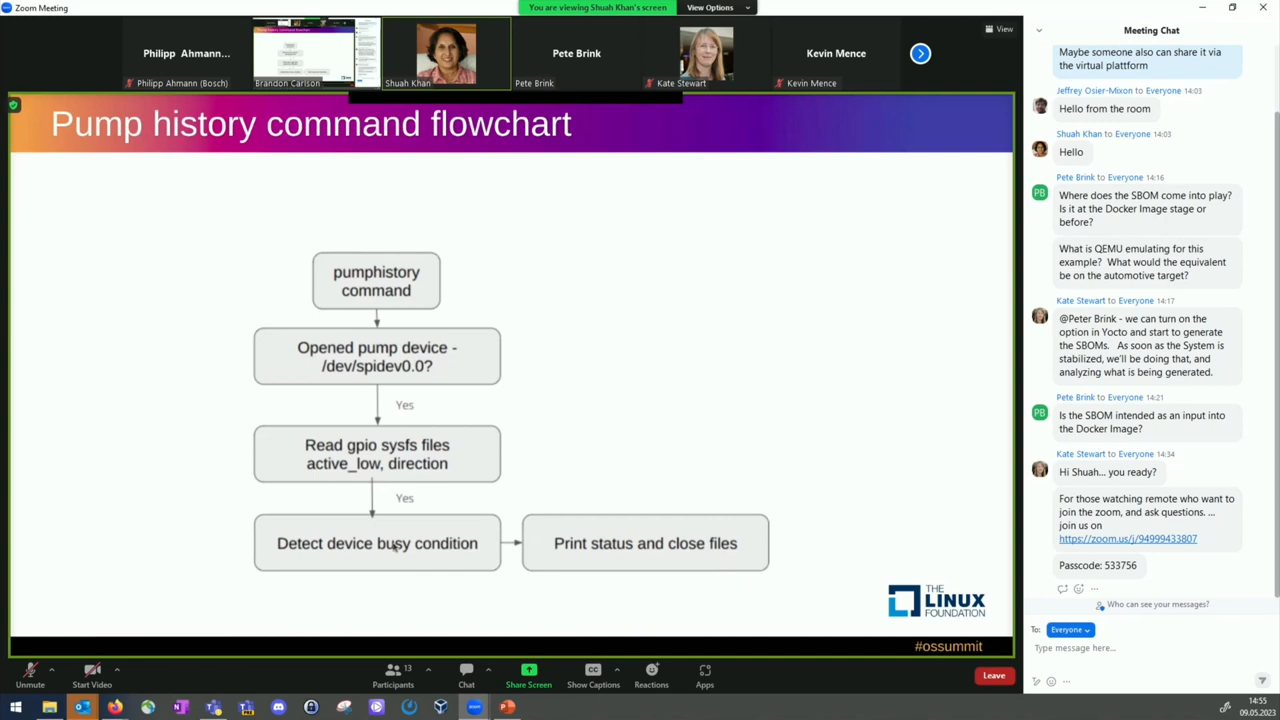 Zoom Meeting
You are viewing Shuah Khan's screen
View Options
Philipp Ahmann...
Philipp Ahmann (Bosch)
Brandon Carlson
Shuah Khan
Pete Brink
Pete Brink
Kate Stewart
Kevin Mence
Kevin Mence
View
Pump history command flowchart
pumphistory
command
Opened pump device -
/dev/spidev0.0?
Yes
Read gpio sysfs files
active_low, direction
Yes
Detect device busy condition
Print status and close files
THE
LINUX
FOUNDATION
#ossummit
Meeting Chat
Maybe someone also can share it via
the virtual plattform
Jeffrey Osier-Mixon to Everyone 14:03
Hello from the room
Shuah Khan to Everyone 14:03
Hello
Pete Brink to Everyone 14:16
PB
Where does the SBOM come into play?
Is it at the Docker Image stage or
before?
What is QEMU emulating for this
example? What would the equivalent
be on the automotive target?
Kate Stewart to Everyone 14:17
@Peter Brink - we can turn on the
option in Yocto and start to generate
the SBOMs. As soon as the System is
stabilized, we'll be doing that, and
analyzing what is being generated.
Pete Brink to Everyone 14:21
PB
Is the SBOM intended as an input into
the Docker Image?
Kate Stewart to Everyone 14:34
Hi Shuah... you ready?
For those watching remote who want to
join the zoom, and ask questions. ...
join us on
https://zoom.us/j/94999433807
Passcode: 533756
Who can see your messages?
To: Everyone
Type message here...
Unmute
Start Video
Participants
13
Chat
Share Screen
Show Captions
Reactions
Apps
Leave
14:55
09.05.2023